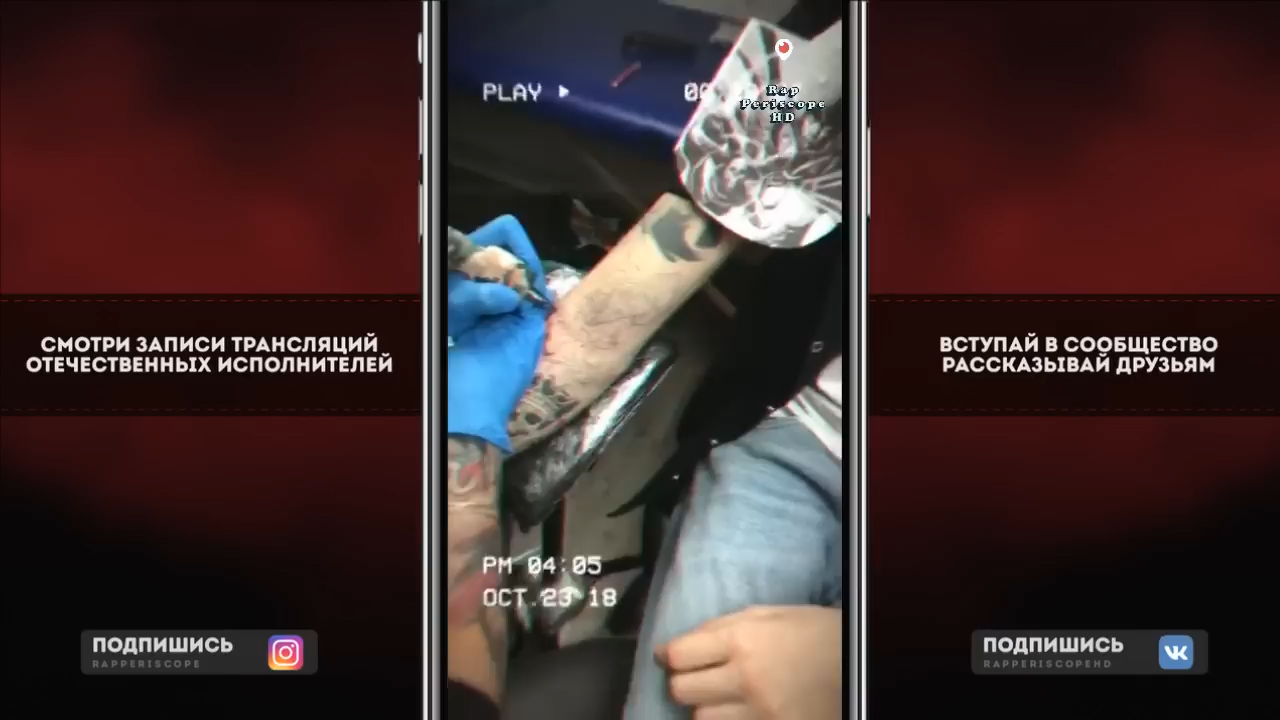 PLAY
Rap
Periscope
HD
СМОТРИ ЗАПИСИ ТРАНСЛЯЦИЙ
ОТЕЧЕСТВЕННЫХ ИСПОЛНИТЕЛЕЙ
ВСТУПАЙ В СООБЩЕСТВО
РАССКАЗЫВАЙ ДРУЗЬЯМ
PM 04:05
OCT.23 18
ПОДПИШИСЬ
RAPPERISCOPE
ПОДПИШИСЬ
RAPPERISCOPEHD